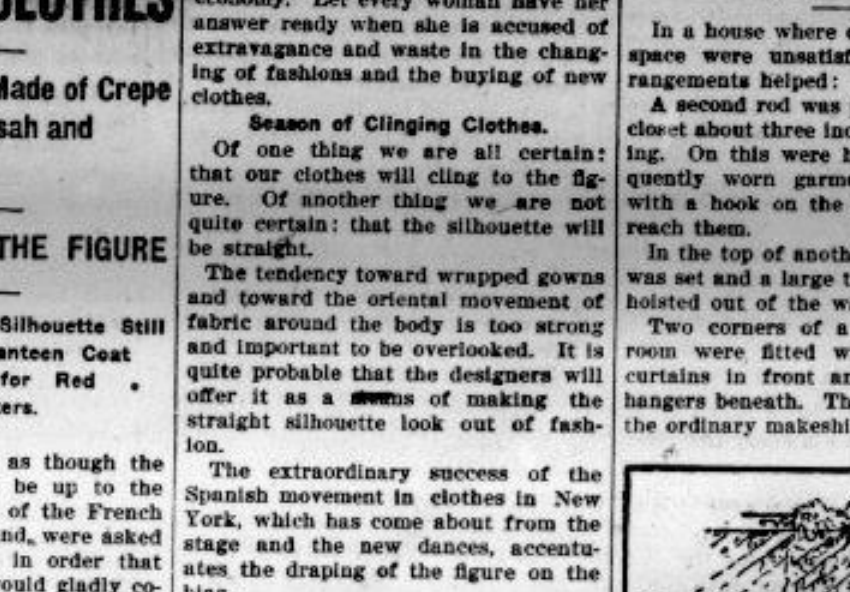 CLOTHES
Made of Crepe
and
THE FIGURE
Silhouette Still
Coat
for Red
as though the
be up to the
of the French
were asked
in order that
gladly co-
economy. Let every woman have her
answer ready when she is accused of
extravagance and waste in the chang-
ing of fashions and the buying of new
clothes.
Season of Clinging Clothes.
Of one thing we are all certain:
that our clothes will cling to the fig-
ure. Of another thing we are not
quite certain: that the silhouette will
be straight.
The tendency toward wrapped gowns
and toward the oriental movement of
fabric around the body is too strong
and important to be overlooked. It is
quite probable that the designers will
offer it as a means of making the
straight silhouette look out of fash-
ion.
The extraordinary success of the
Spanish movement in clothes in New
York, which has come about from the
stage and the new dances, accentu-
ates the draping of the figure on the
In a house where
space were
rangements helped:
A second rod was
closet about three
ing. On this were
quently worn
with a hook on the
reach them.
In the top of
was set and a large
hoisted out of the
Two corners of a
room were fitted
curtains in front
hangers beneath.
the ordinary